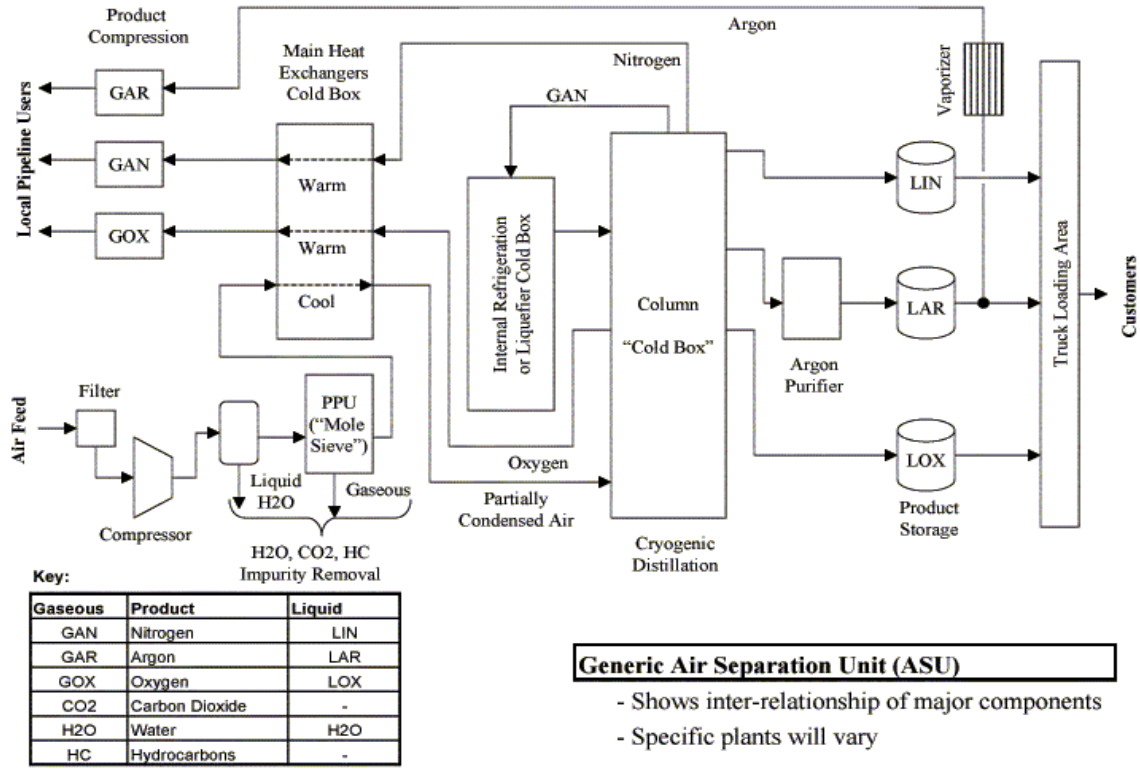 Product
Compression
Argon
Main Heat
Exchangers
Cold Box
Nitrogen
GAN
Vaporizer
Local Pipeline Users
GAR
GAN
GOX
Warm
Warm
Cool
Internal Refrigeration
or Liquefier Cold Box
Column
"Cold Box"
LIN
LAR
LOX
Argon
Purifier
Truck Loading Area
Customers
Air Feed
Filter
Compressor
PPU
("Mole
Sieve")
Liquid
H2O
Gaseous
Oxygen
Partially
Condensed Air
Product
Storage
Cryogenic
Distillation
H2O, CO2, HC
Impurity Removal
Key:
Gaseous Product Liquid
GAN Nitrogen LIN
GAR Argon LAR
GOX Oxygen LOX
CO2 Carbon Dioxide -
H2O Water H2O
HC Hydrocarbons -
Generic Air Separation Unit (ASU)
- Shows inter-relationship of major components
- Specific plants will vary